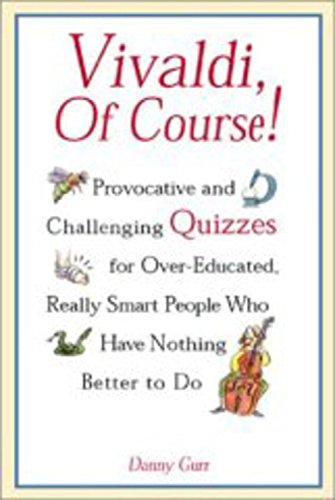 Vivaldi,
Of Course!
Provocative and
Challenging Quizzes
for Over-Educated,
Really Smart People Who
Have Nothing
Better to Do
Danny Gurr